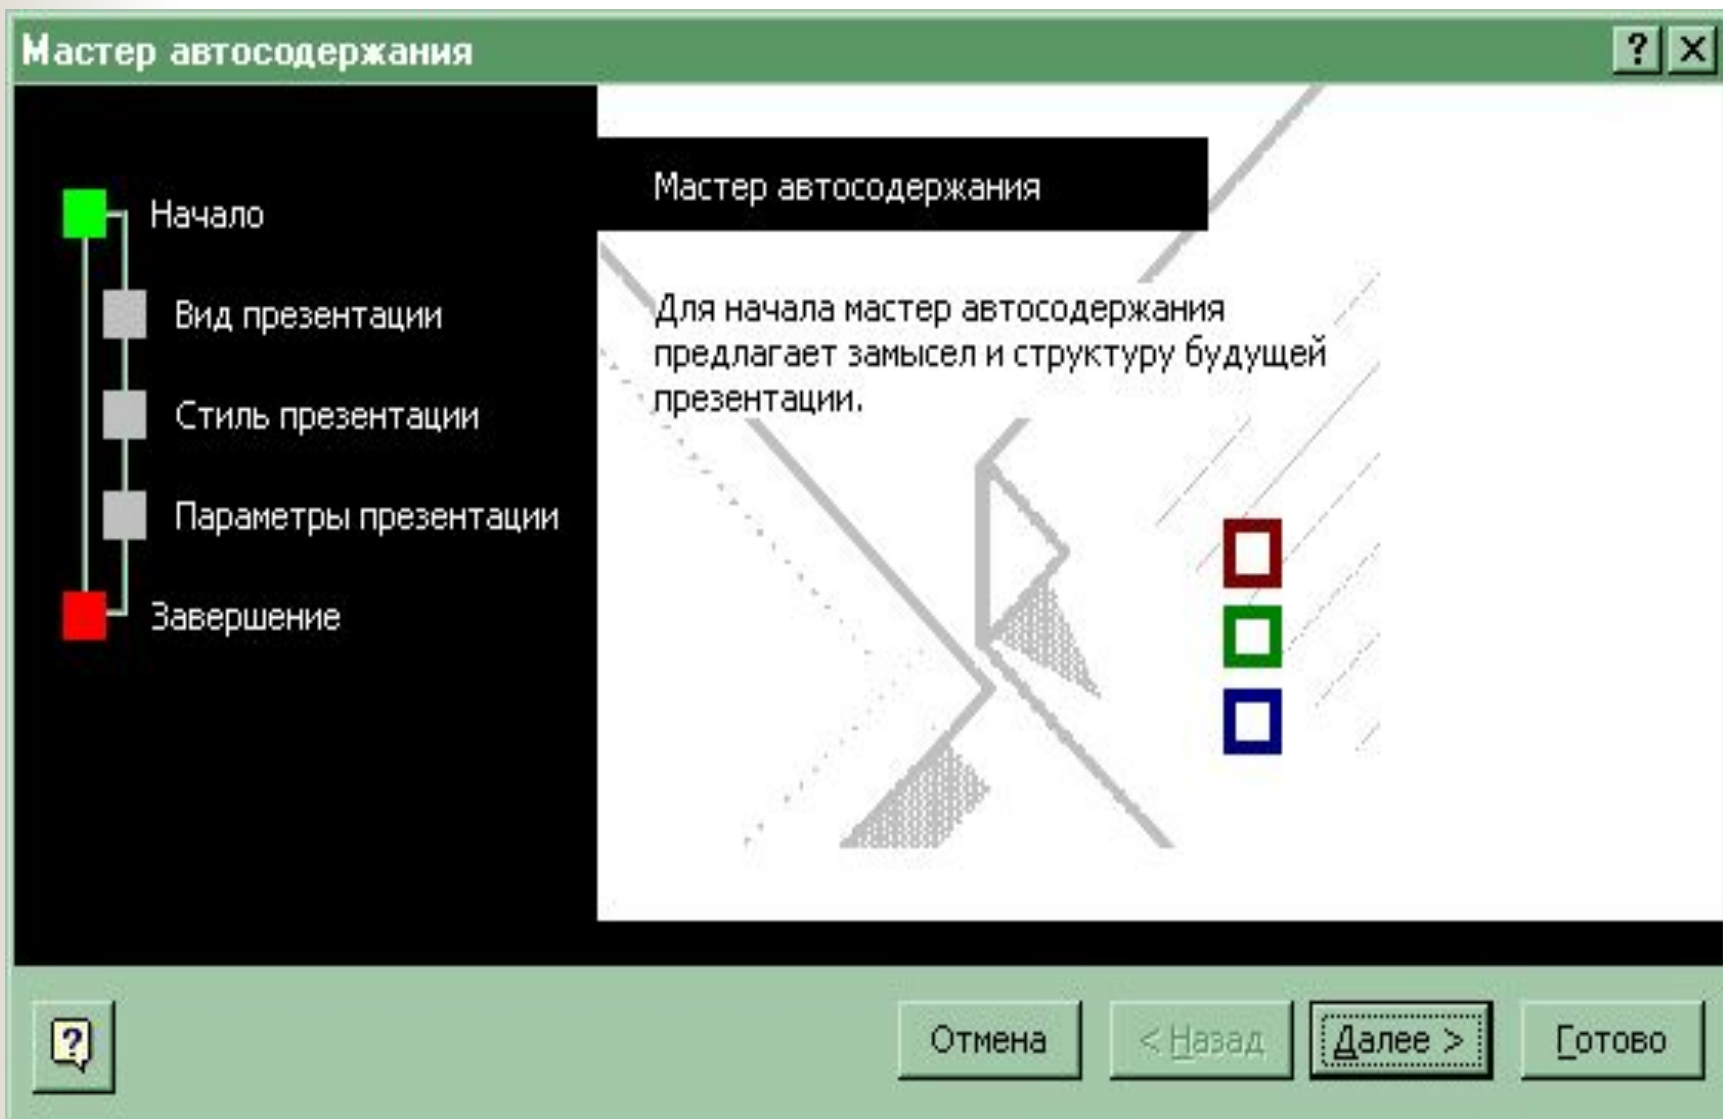 Мастер автосодержания
Начало
Вид презентации
Стиль презентации
Параметры презентации
Завершение
Мастер автосодержания
Для начала мастер автосодержания
предлагает замысел и структуру будущей
презентации.
Отмена
< Назад
Далее >
Готово